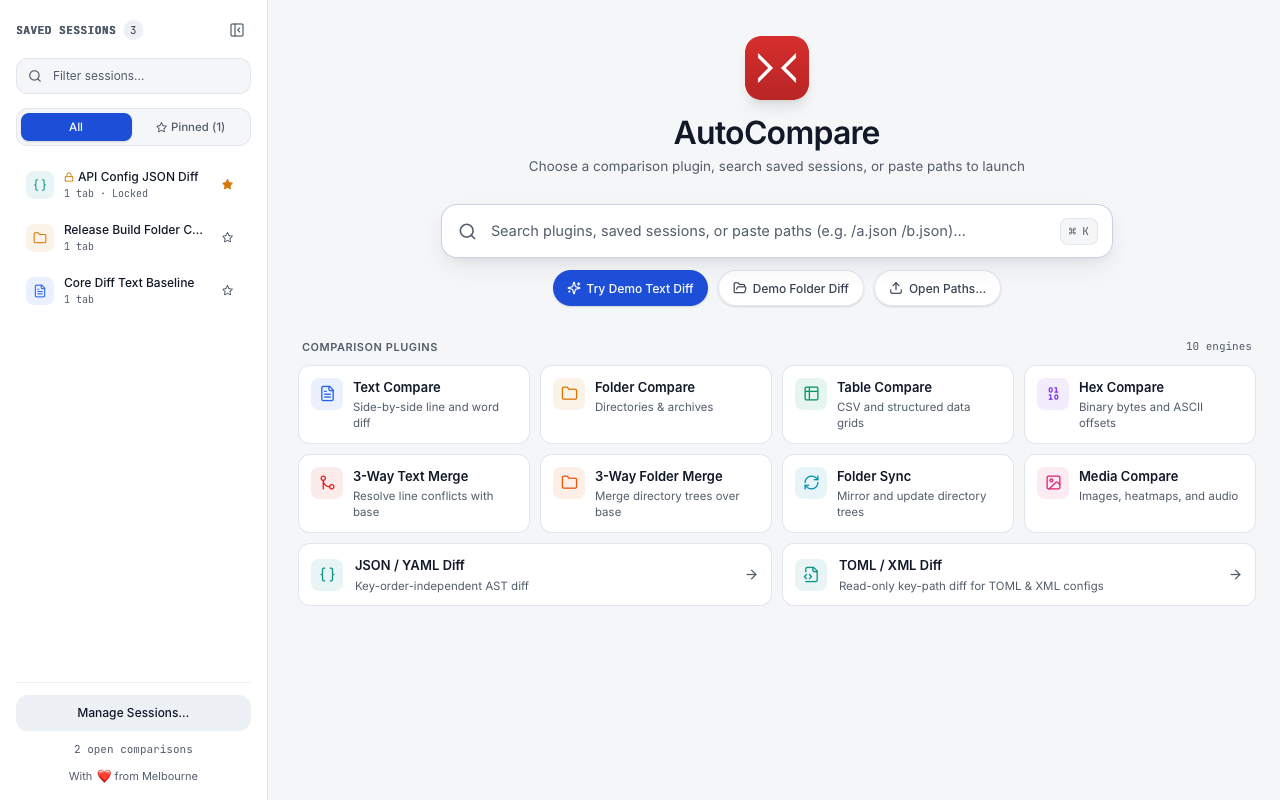 SAVED SESSIONS 3
Filter sessions...
All
Pinned (1)
API Config JSON Diff
1 tab · Locked
Release Build Folder C...
1 tab
Core Diff Text Baseline
1 tab
Manage Sessions...
2 open comparisons
With ❤️ from Melbourne
AutoCompare
Choose a comparison plugin, search saved sessions, or paste paths to launch
Search plugins, saved sessions, or paste paths (e.g. /a.json /b.json)...
⌘ K
Try Demo Text Diff
Demo Folder Diff
Open Paths...
COMPARISON PLUGINS
10 engines
Text Compare
Side-by-side line and word
diff
Folder Compare
Directories & archives
Table Compare
CSV and structured data
grids
01
10
Hex Compare
Binary bytes and ASCII
offsets
3-Way Text Merge
Resolve line conflicts with
base
3-Way Folder Merge
Merge directory trees over
base
Folder Sync
Mirror and update directory
trees
Media Compare
Images, heatmaps, and audio
JSON / YAML Diff
Key-order-independent AST diff
TOML / XML Diff
Read-only key-path diff for TOML & XML configs